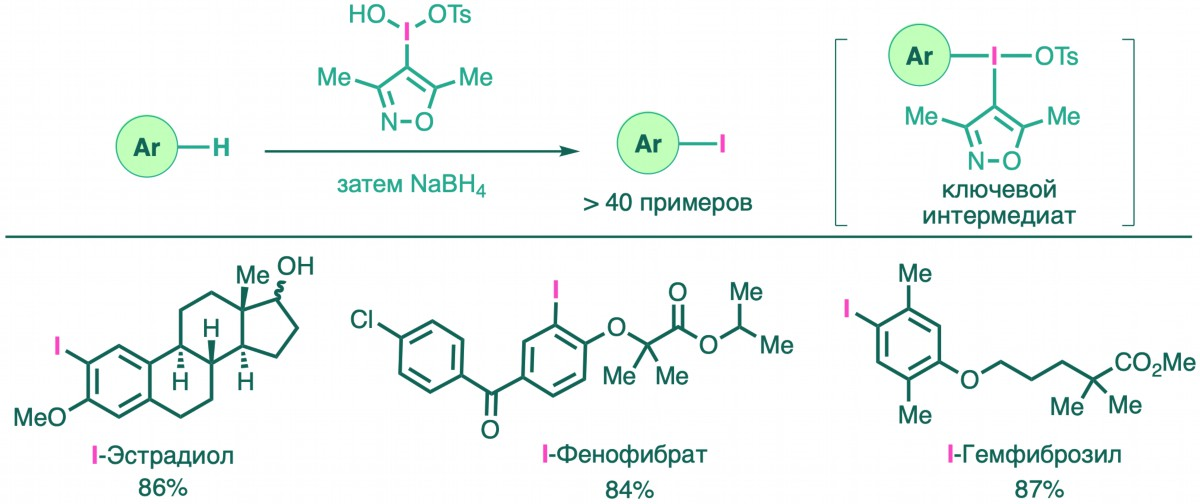 HO OTs
I
Me Me
N O
Ar H
затем NaBH4
Ar I
> 40 примеров
Ar I OTs
Me Me
N O
ключевой
интермедиат
Me OH
H
I
H H
MeO
I-Эстрадиол
86%
I
Cl O O Me
O Me
Me Me
O
I-Фенофибрат
84%
Me
I
O CO2Me
Me Me Me
I-Гемфиброзил
87%